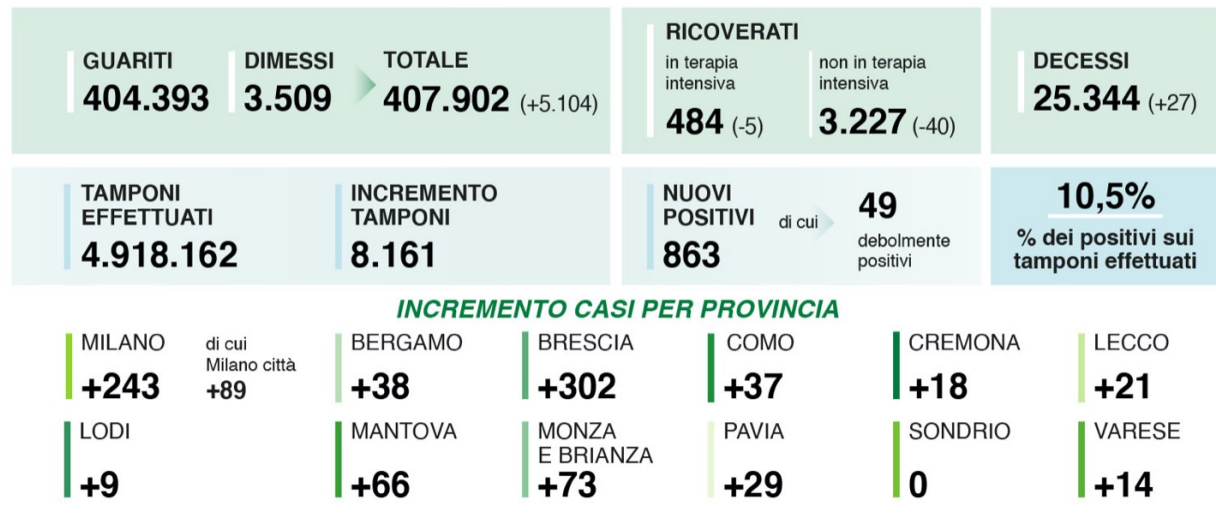 GUARITI
404.393
DIMESSI
3.509
TOTALE
407.902 (+5.104)
RICOVERATI
in terapia
intensiva
484 (-5)
non in terapia
intensiva
3.227 (-40)
DECESSI
25.344 (+27)
TAMPONI
EFFETTUATI
4.918.162
INCREMENTO
TAMPONI
8.161
NUOVI
POSITIVI
863
di cui
49
debolmente
positivi
10,5%
% dei positivi sui
tamponi effettuati
INCREMENTO CASI PER PROVINCIA
MILANO
+243
di cui
Milano città
+89
BERGAMO
+38
BRESCIA
+302
COMO
+37
CREMONA
+18
LECCO
+21
LODI
+9
MANTOVA
+66
MONZA
E BRIANZA
+73
PAVIA
+29
SONDRIO
0
VARESE
+14